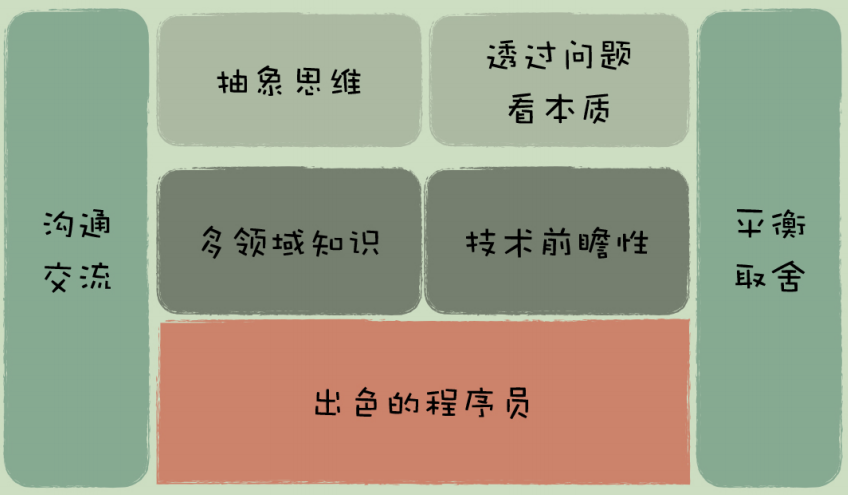 沟通
交流
抽象思维
透过问题
看本质
多领域知识
技术前瞻性
出色的程序员
平衡
取舍